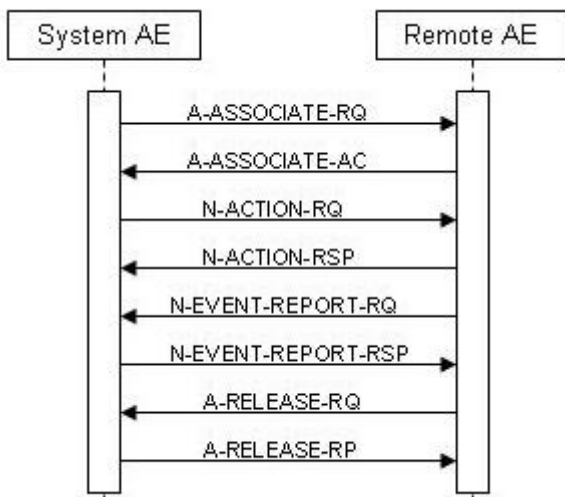 System AE
Remote AE
A-ASSOCIATE-RQ
A-ASSOCIATE-AC
N-ACTION-RQ
N-ACTION-RSP
N-EVENT-REPORT-RQ
N-EVENT-REPORT-RSP
A-RELEASE-RQ
A-RELEASE-RP